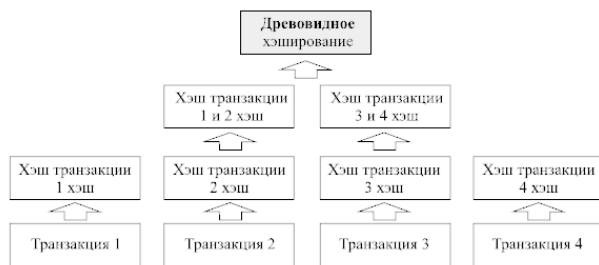 Древовидное
хэширование
Хэш транзакции
1 и 2 хэш
Хэш транзакции
3 и 4 хэш
Хэш транзакции
1 хэш
Хэш транзакции
2 хэш
Хэш транзакции
3 хэш
Хэш транзакции
4 хэш
Транзакция 1
Транзакция 2
Транзакция 3
Транзакция 4